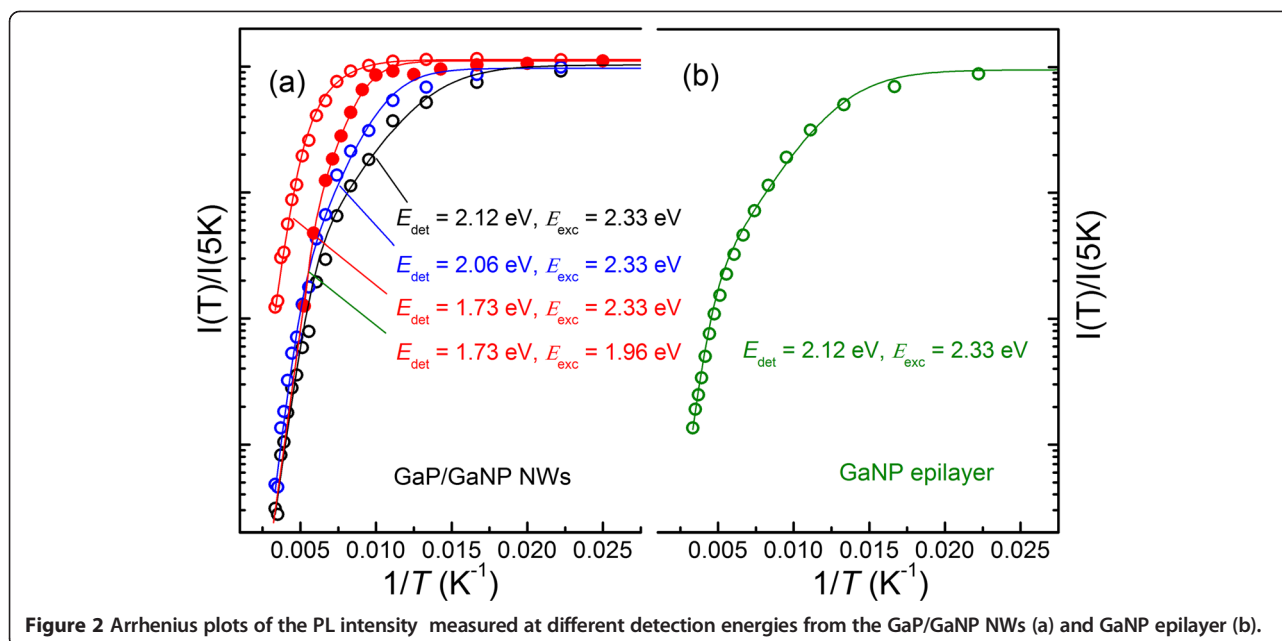 (a)
(b)
I(T)/I(5K)
I(T)/I(5K)
E_det = 2.12 eV, E_exc = 2.33 eV
E_det = 2.06 eV, E_exc = 2.33 eV
E_det = 1.73 eV, E_exc = 2.33 eV
E_det = 1.73 eV, E_exc = 1.96 eV
E_det = 2.12 eV, E_exc = 2.33 eV
GaP/GaNP NWs
GaNP epilayer
0.005 0.010 0.015 0.020 0.025
0.005 0.010 0.015 0.020 0.025
1/T (K⁻¹)
1/T (K⁻¹)
Figure 2 Arrhenius plots of the PL intensity measured at different detection energies from the GaP/GaNP NWs (a) and GaNP epilayer (b).